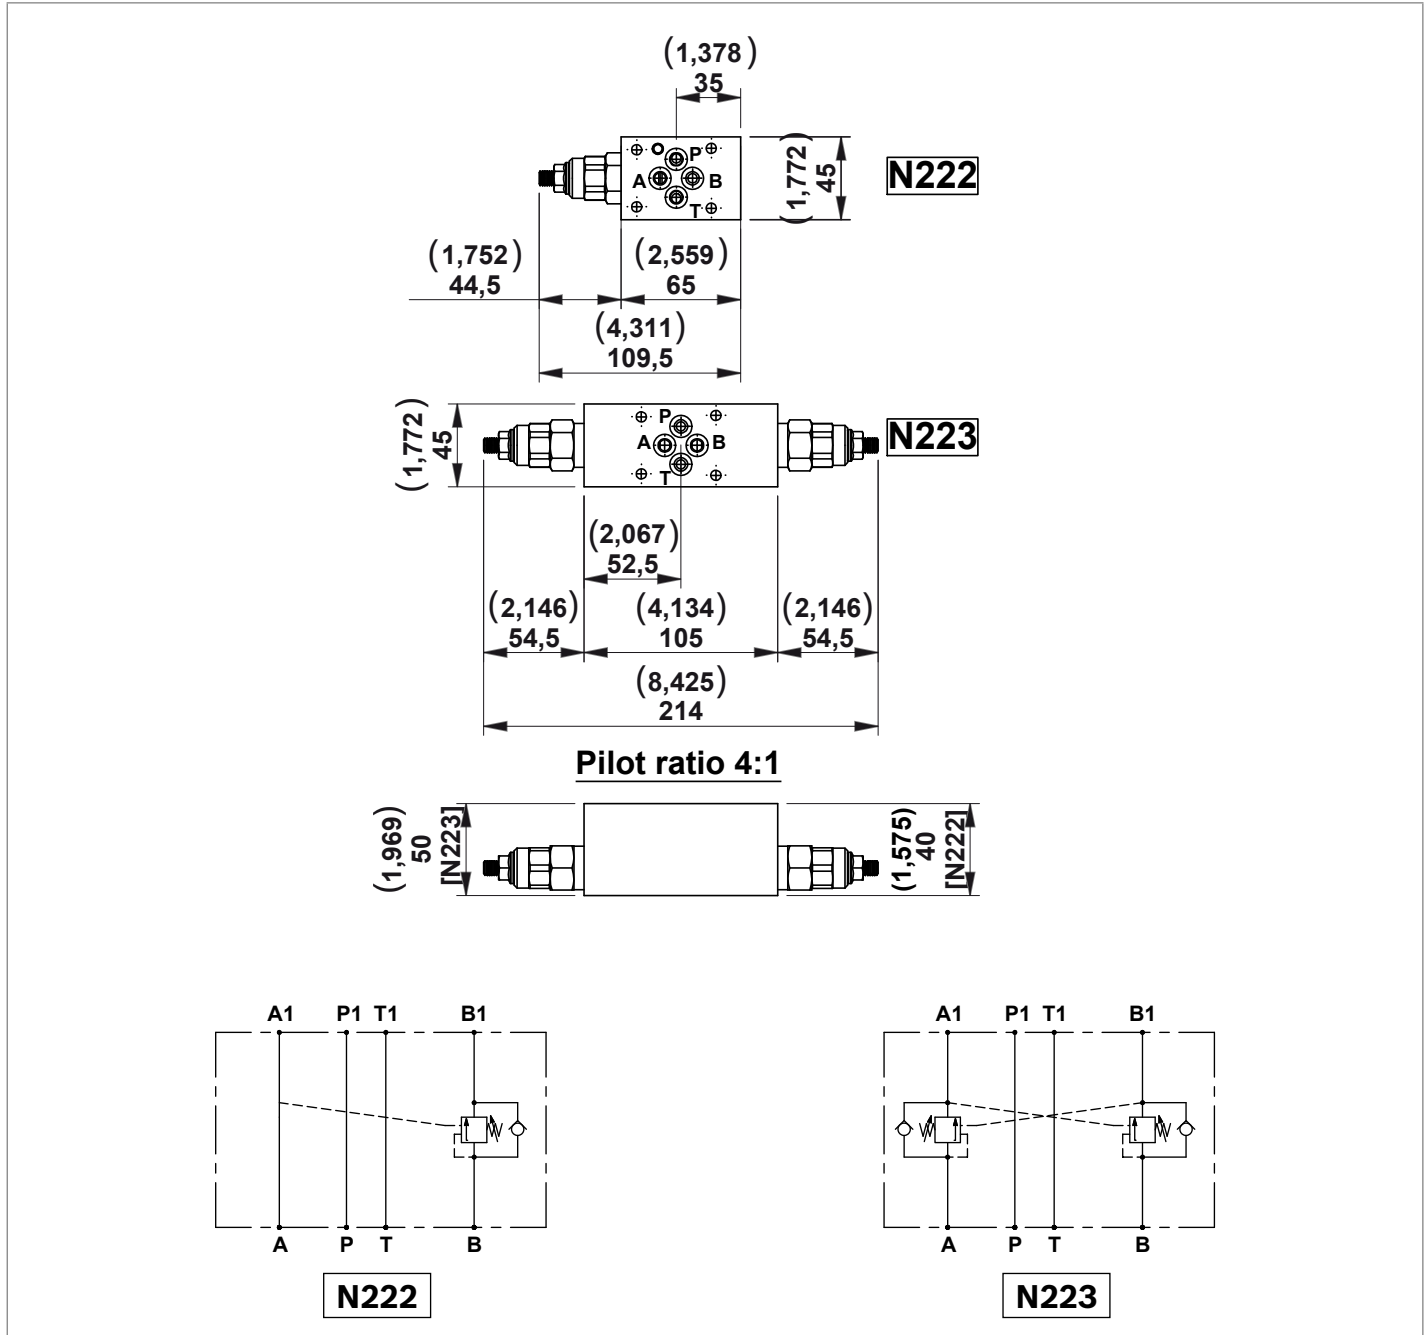 (1,378)
35
P
A
B
T
(1,772)
45
N222
(1,752)
44,5
(2,559)
65
(4,311)
109,5
(1,772)
45
P
A
B
T
N223
(2,067)
52,5
(2,146)
54,5
(4,134)
105
(2,146)
54,5
(8,425)
214
Pilot ratio 4:1
(1,969)
50
[N223]
(1,575)
40
[N222]
A1 P1 T1 B1
A P T B
N222
A1 P1 T1 B1
A P T B
N223